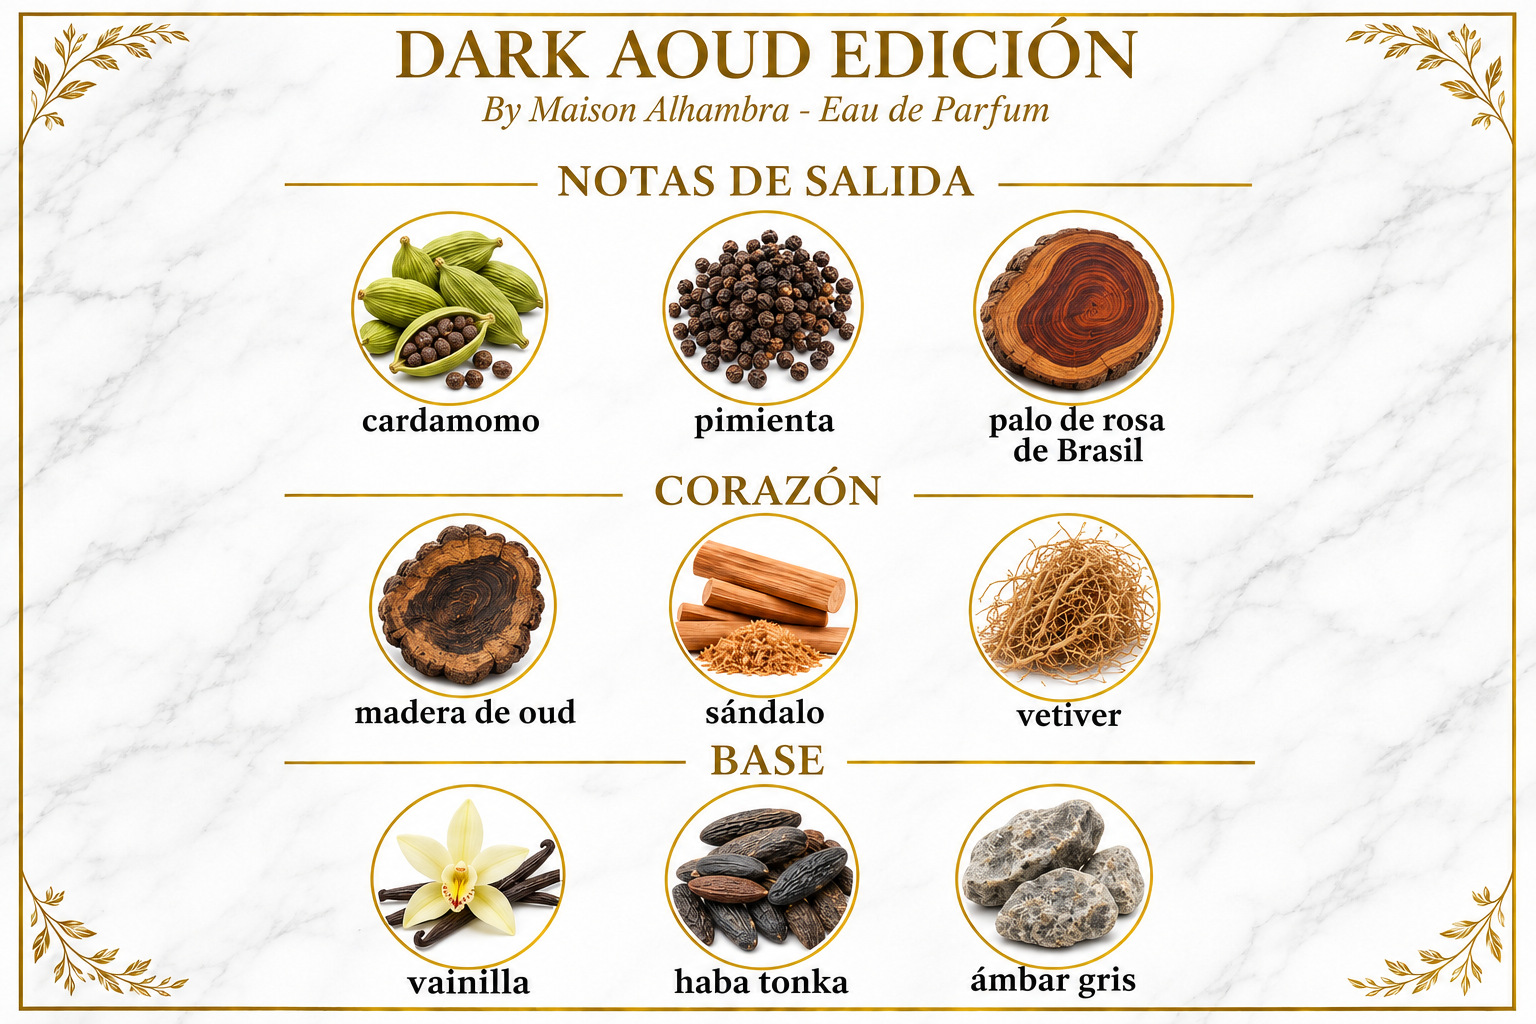 DARK AOUD EDICIÓN
By Maison Alhambra - Eau de Parfum
NOTAS DE SALIDA
cardamomo
pimienta
palo de rosa
de Brasil
CORAZÓN
madera de oud
sándalo
vetiver
BASE
vainilla
haba tonka
ámbar gris